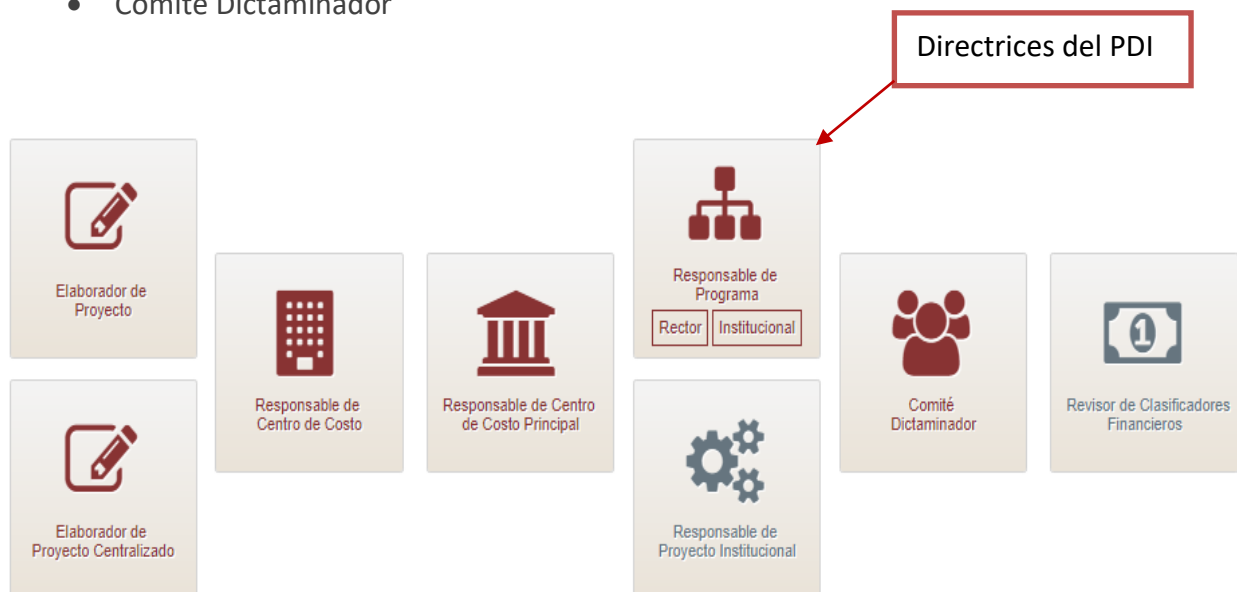 • Comité Dictaminador
Directrices del PDI
Elaborador de
Proyecto
Elaborador de
Proyecto Centralizado
Responsable de
Centro de Costo
Responsable de Centro
de Costo Principal
Responsable de
Programa
Rector Institucional
Responsable de
Proyecto Institucional
Comité
Dictaminador
1
Revisor de Clasificadores
Financieros